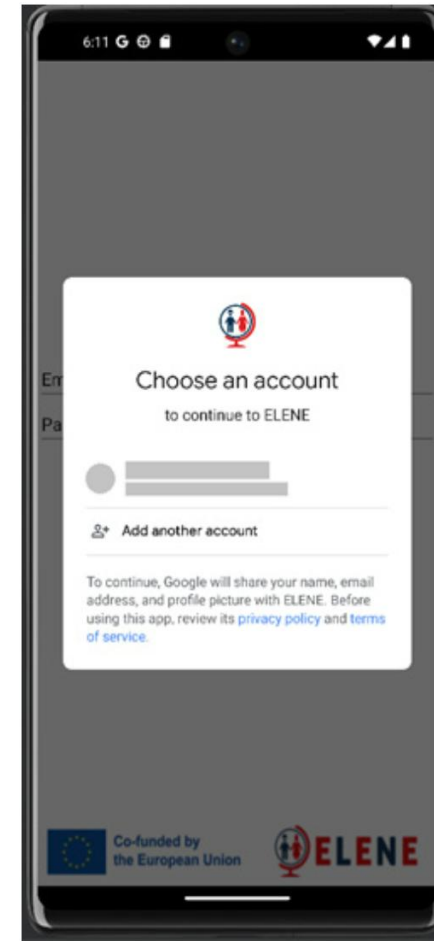 6:11 G
Choose an account
to continue to ELENE
Em
Pa
Add another account
To continue, Google will share your name, email
address, and profile picture with ELENE. Before
using this app, review its privacy policy and terms
of service.
Co-funded by
the European Union
ELENE